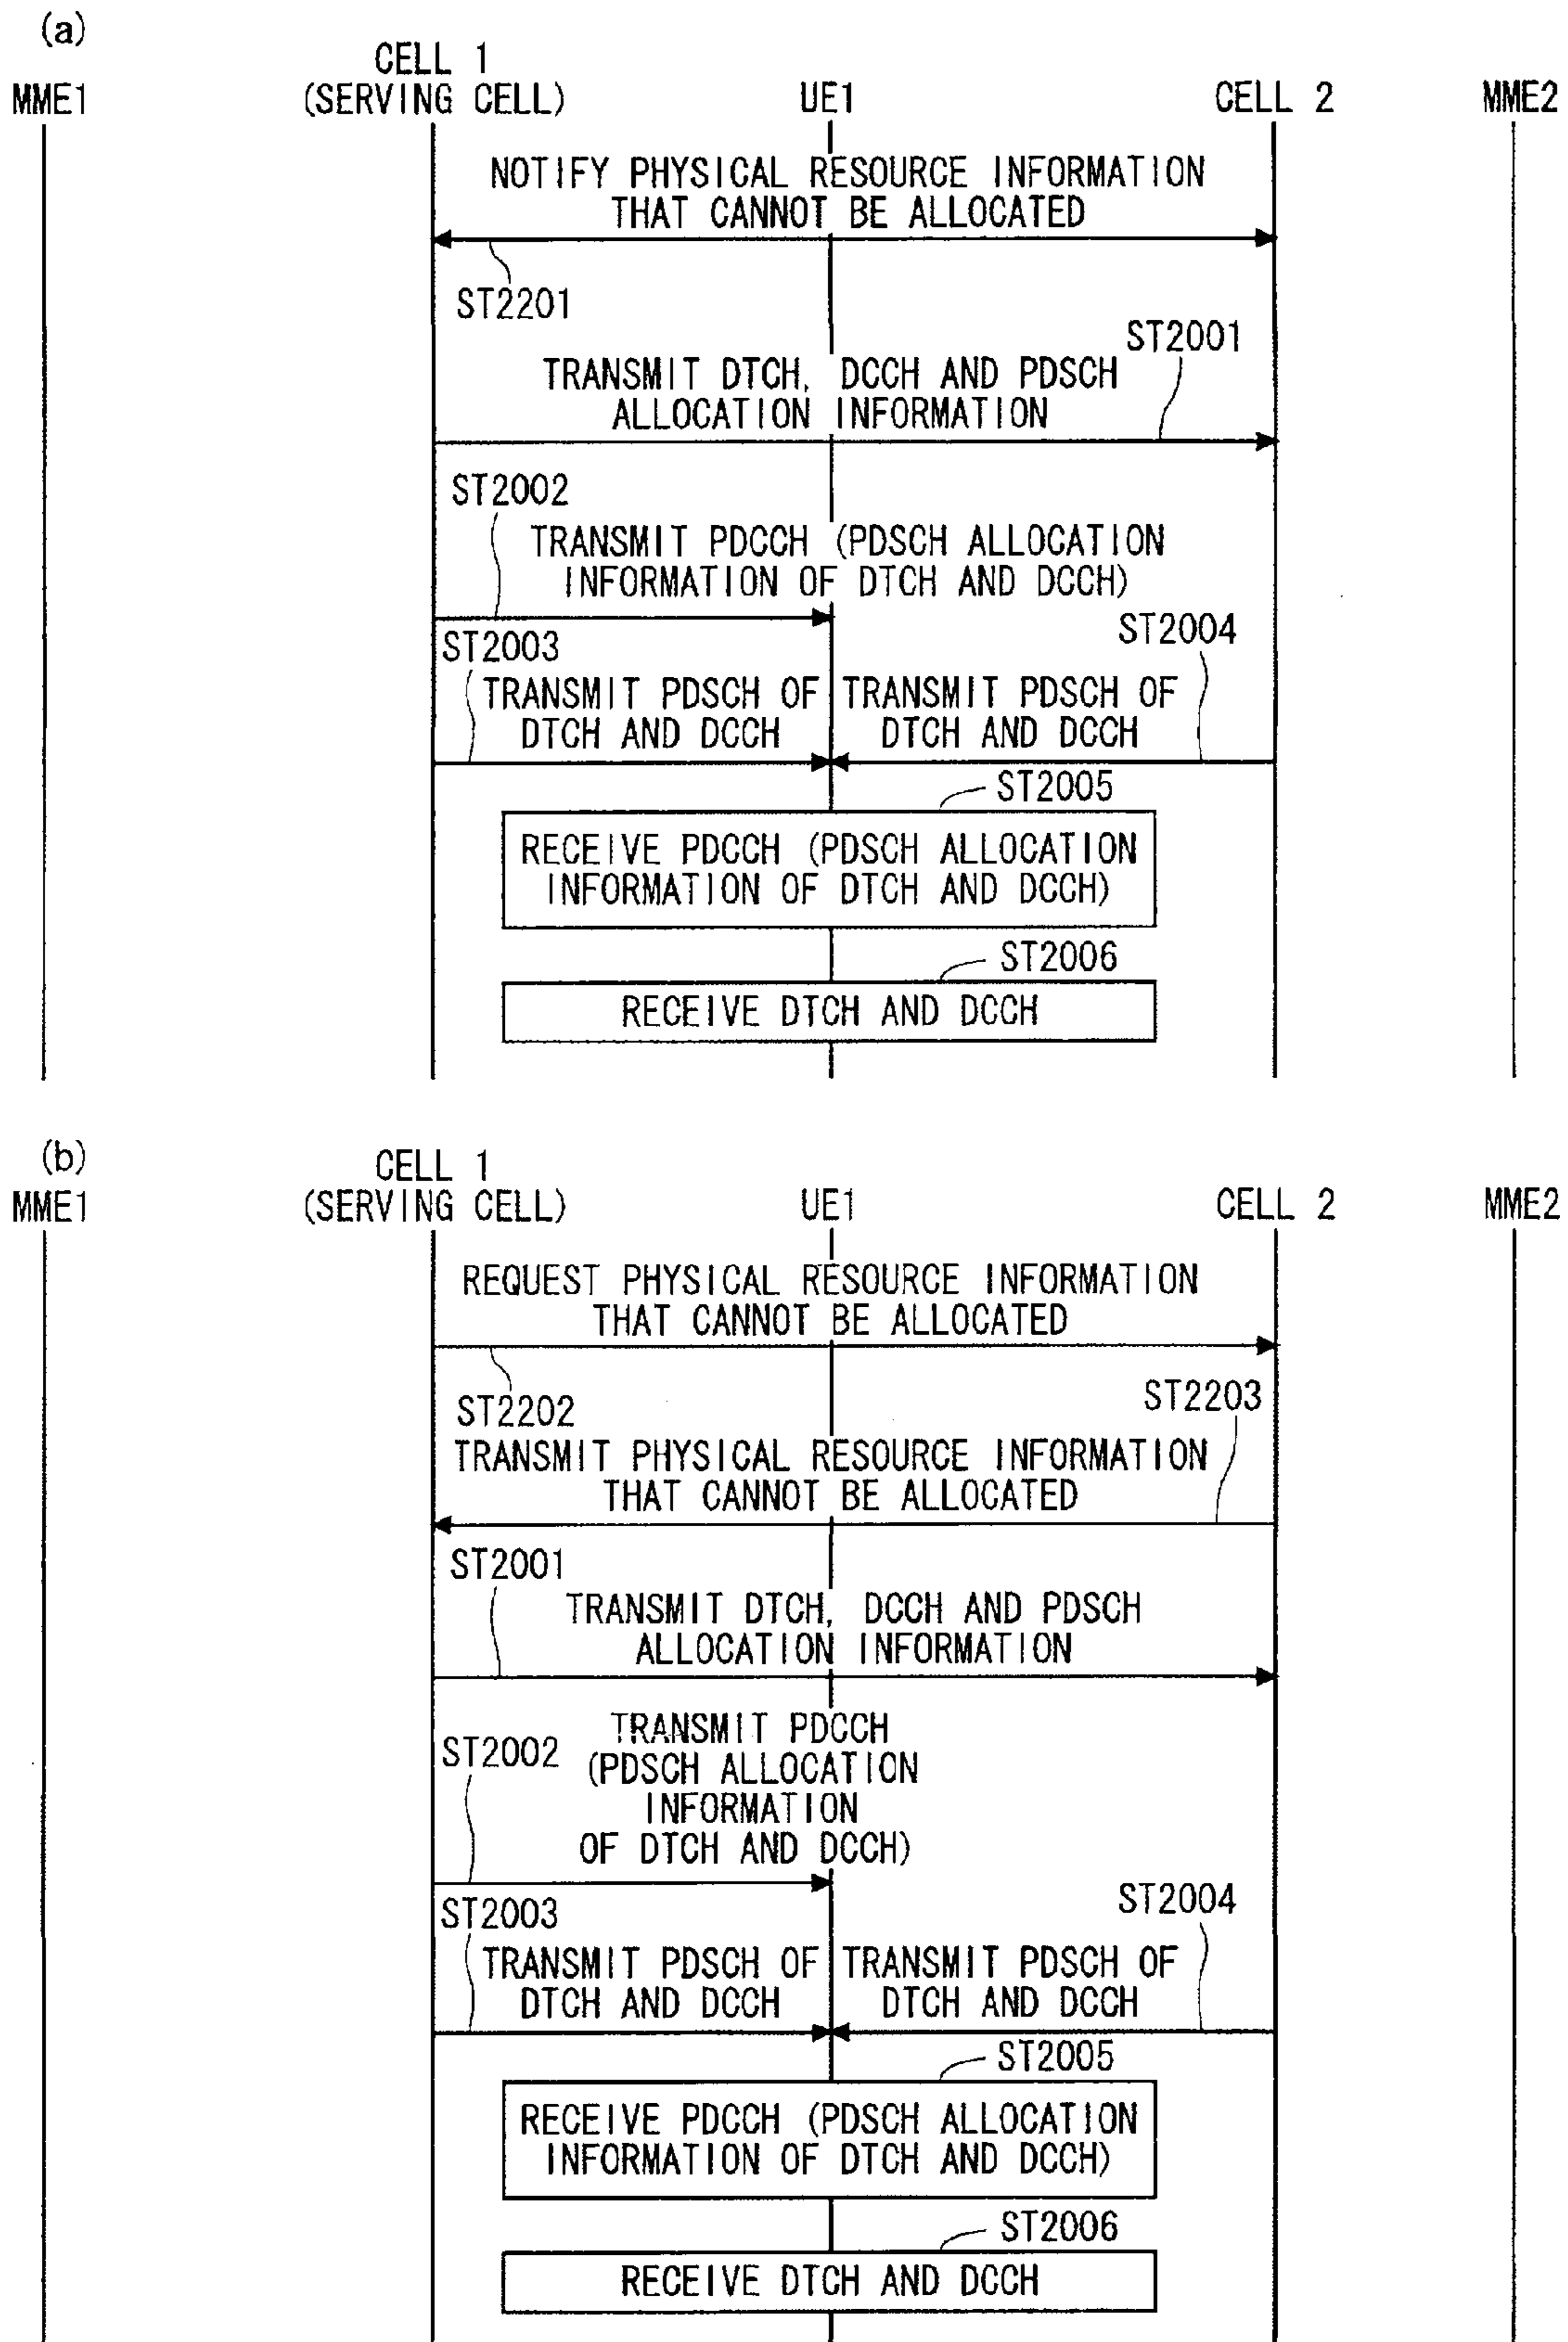 (a)
CELL 1
MME1 (SERVING CELL) UE1 CELL 2 MME2
NOTIFY PHYSICAL RESOURCE INFORMATION
THAT CANNOT BE ALLOCATED
ST2201
ST2001
TRANSMIT DTCH, DCCH AND PDSCH
ALLOCATION INFORMATION
ST2002
TRANSMIT PDCCH (PDSCH ALLOCATION
INFORMATION OF DTCH AND DCCH)
ST2004
ST2003
TRANSMIT PDSCH OF
DTCH AND DCCH
TRANSMIT PDSCH OF
DTCH AND DCCH
ST2005
RECEIVE PDCCH (PDSCH ALLOCATION
INFORMATION OF DTCH AND DCCH)
ST2006
RECEIVE DTCH AND DCCH
(b)
CELL 1
MME1 (SERVING CELL) UE1 CELL 2 MME2
REQUEST PHYSICAL RESOURCE INFORMATION
THAT CANNOT BE ALLOCATED
ST2202
ST2203
TRANSMIT PHYSICAL RESOURCE INFORMATION
THAT CANNOT BE ALLOCATED
ST2001
TRANSMIT DTCH, DCCH AND PDSCH
ALLOCATION INFORMATION
ST2002
TRANSMIT PDCCH
(PDSCH ALLOCATION
INFORMATION
OF DTCH AND DCCH)
ST2004
ST2003
TRANSMIT PDSCH OF
DTCH AND DCCH
TRANSMIT PDSCH OF
DTCH AND DCCH
ST2005
RECEIVE PDCCH (PDSCH ALLOCATION
INFORMATION OF DTCH AND DCCH)
ST2006
RECEIVE DTCH AND DCCH